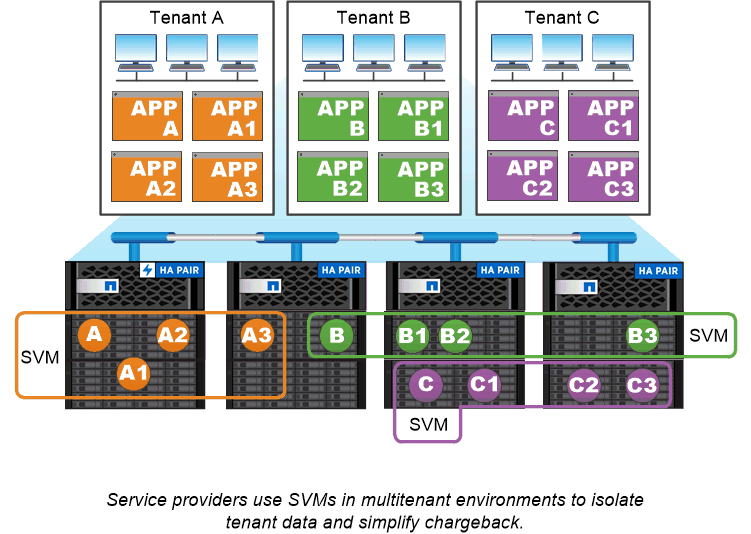 Tenant A
Tenant B
Tenant C
APP A
APP A1
APP B
APP B1
APP C
APP C1
APP A2
APP A3
APP B2
APP B3
APP C2
APP C3
HA PAIR
HA PAIR
HA PAIR
HA PAIR
A
A2
A3
B
B1
B2
B3
SVM
SVM
A1
C
C1
C2
C3
SVM
Service providers use SVMs in multitenant environments to isolate
tenant data and simplify chargeback.